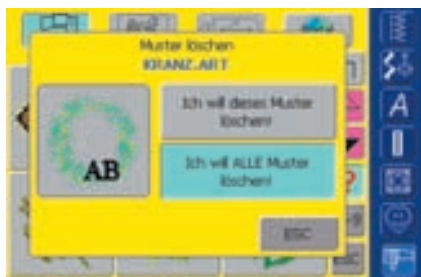 Muster löschen
KRANZ.ART
Ich will dieses Muster
löschen!
Ich will ALLE Muster
löschen!
AB
ESC
A
?